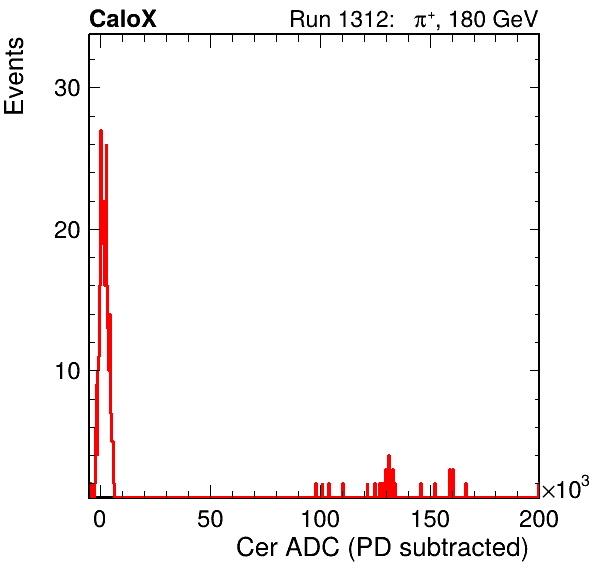 CaloX Run 1312: π⁺, 180 GeV
Events
30
20
10
0 50 100 150 200
×10³
Cer ADC (PD subtracted)